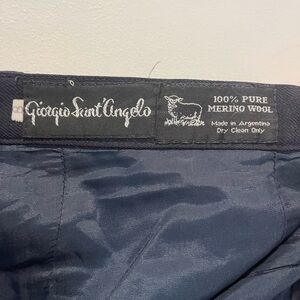 Giorgio Sant'Angelo
100% PURE
MERINO WOOL
Made in Argentina
Dry Clean Only